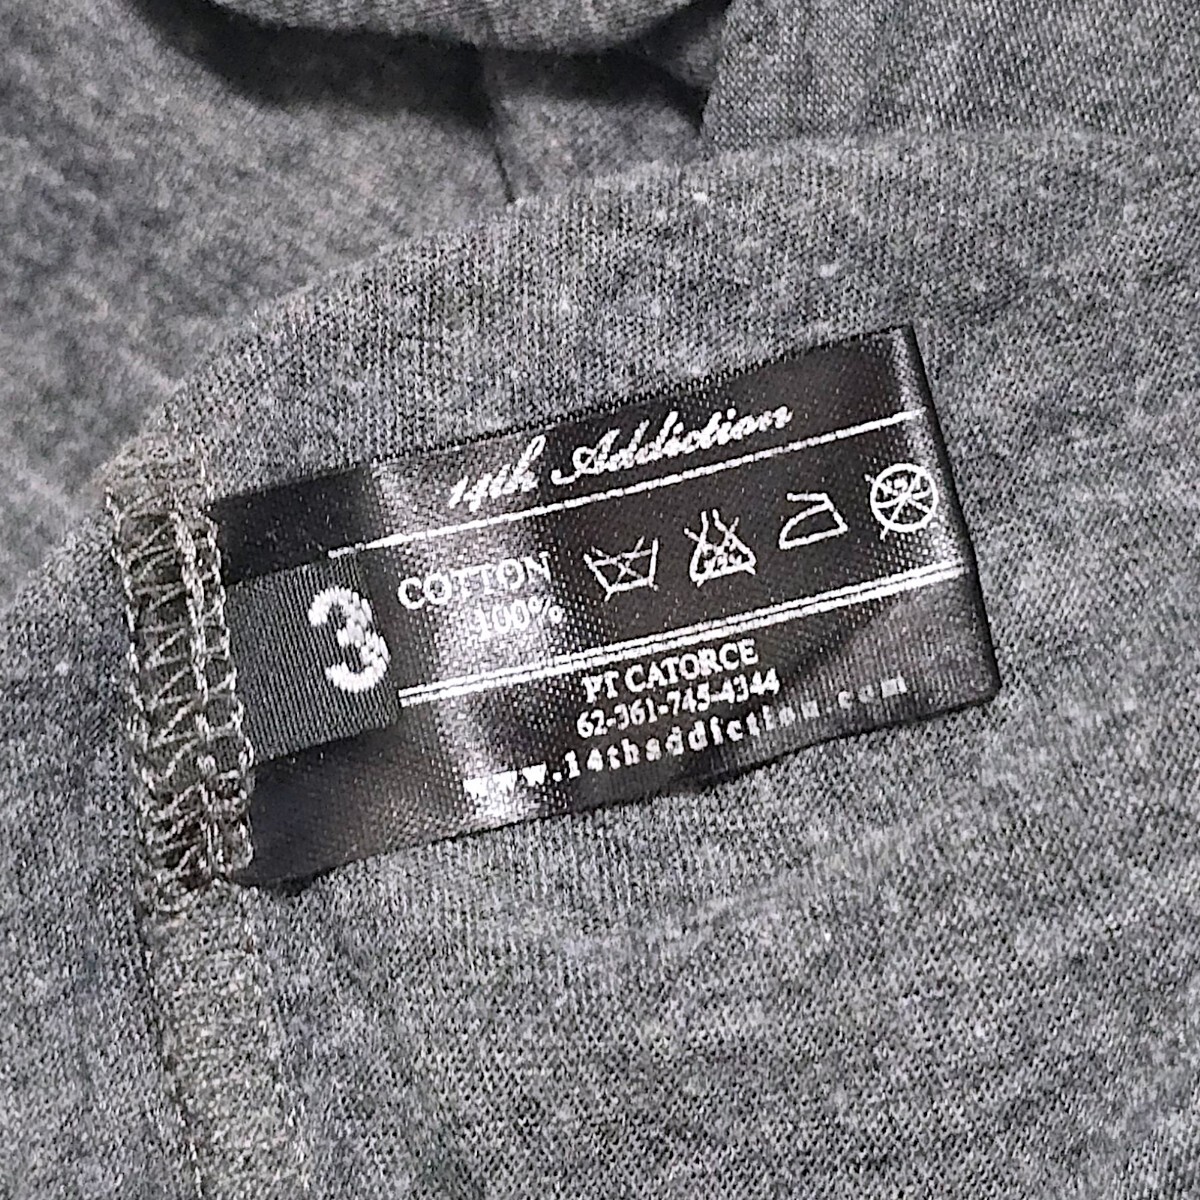 14th Addiction
3
COTTON
100%
PT CATORCE
62-361-745-4344
www.14thaddiction.com